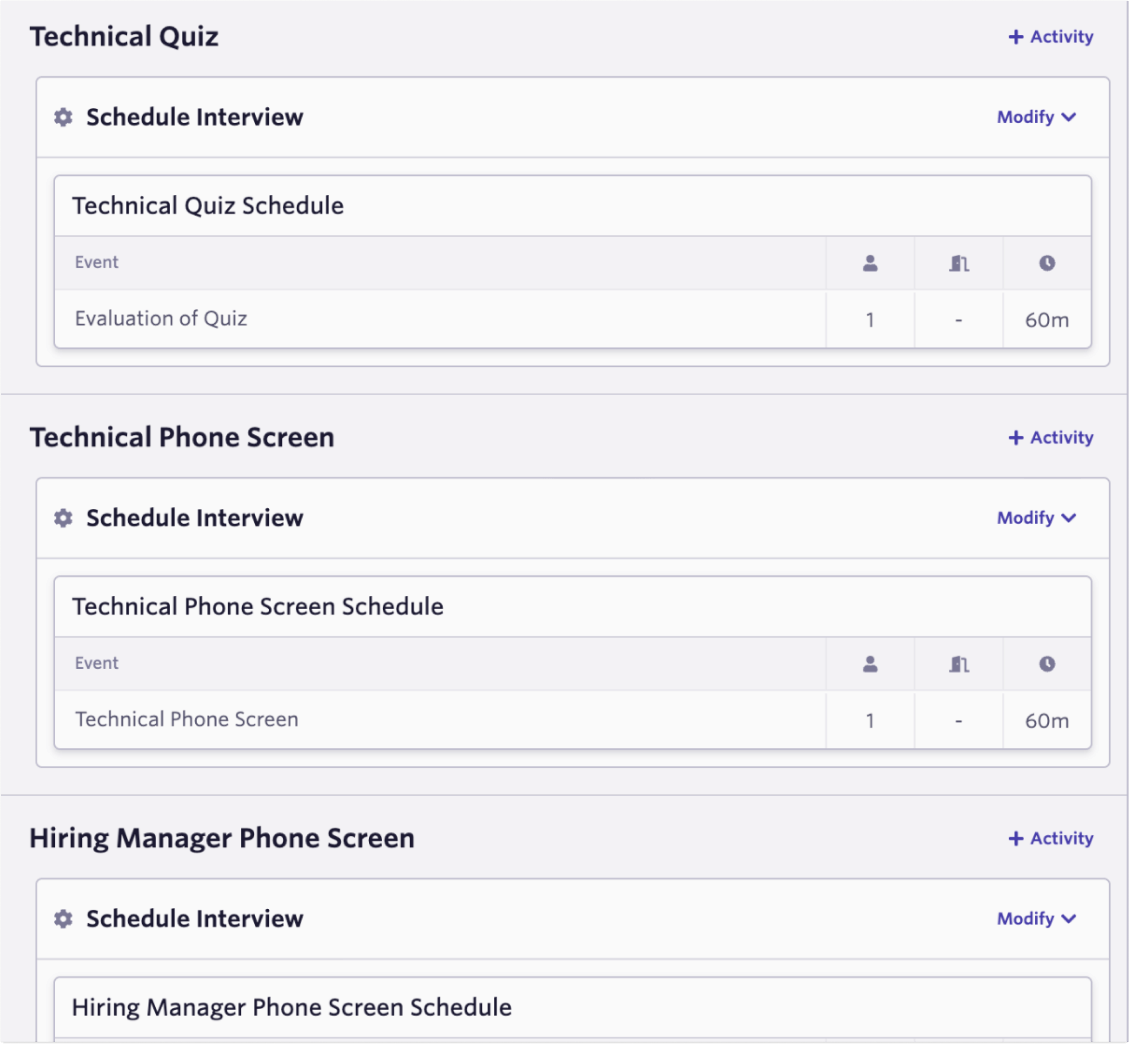 Technical Quiz
+ Activity
Schedule Interview
Modify
Technical Quiz Schedule
Event
Evaluation of Quiz 1 - 60m
Technical Phone Screen
+ Activity
Schedule Interview
Modify
Technical Phone Screen Schedule
Event
Technical Phone Screen 1 - 60m
Hiring Manager Phone Screen
+ Activity
Schedule Interview
Modify
Hiring Manager Phone Screen Schedule